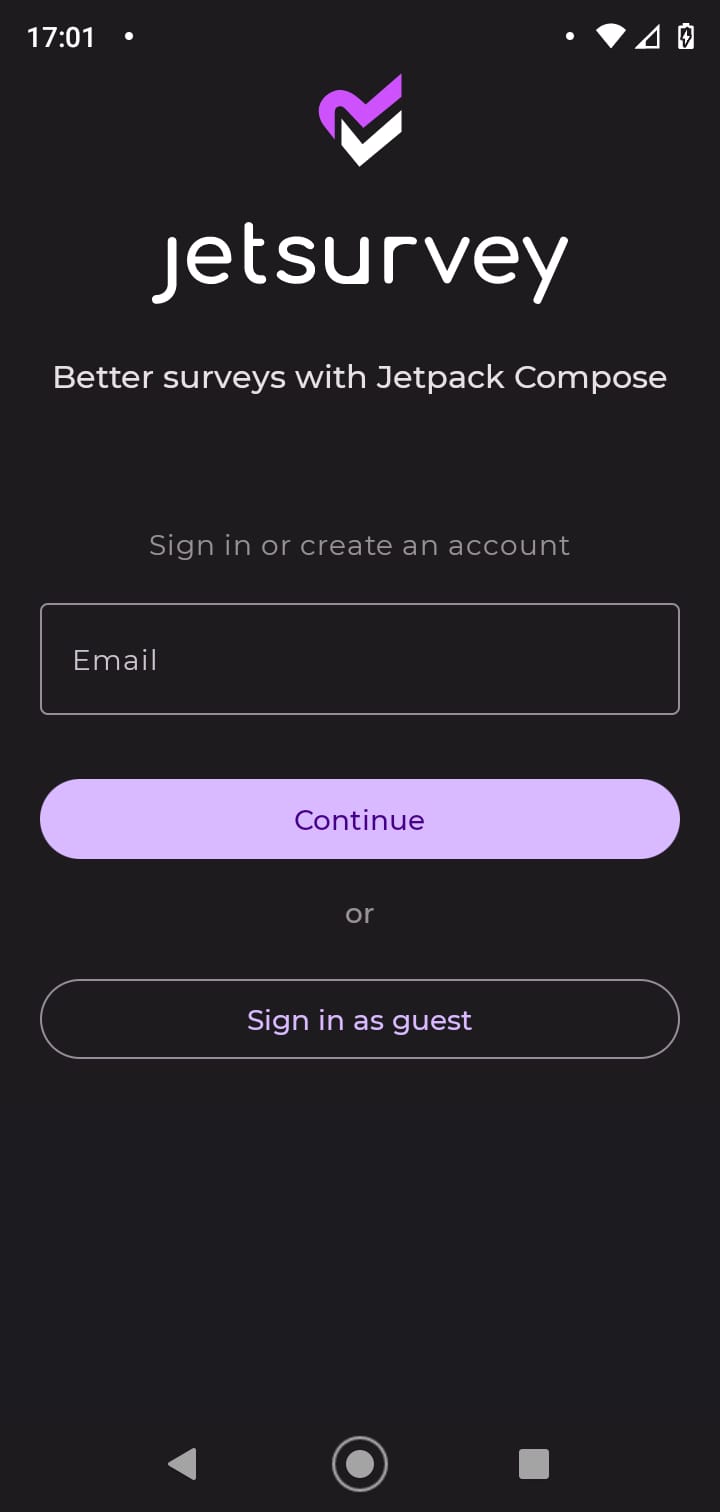 17:01
jetsurvey
Better surveys with Jetpack Compose
Sign in or create an account
Email
Continue
or
Sign in as guest